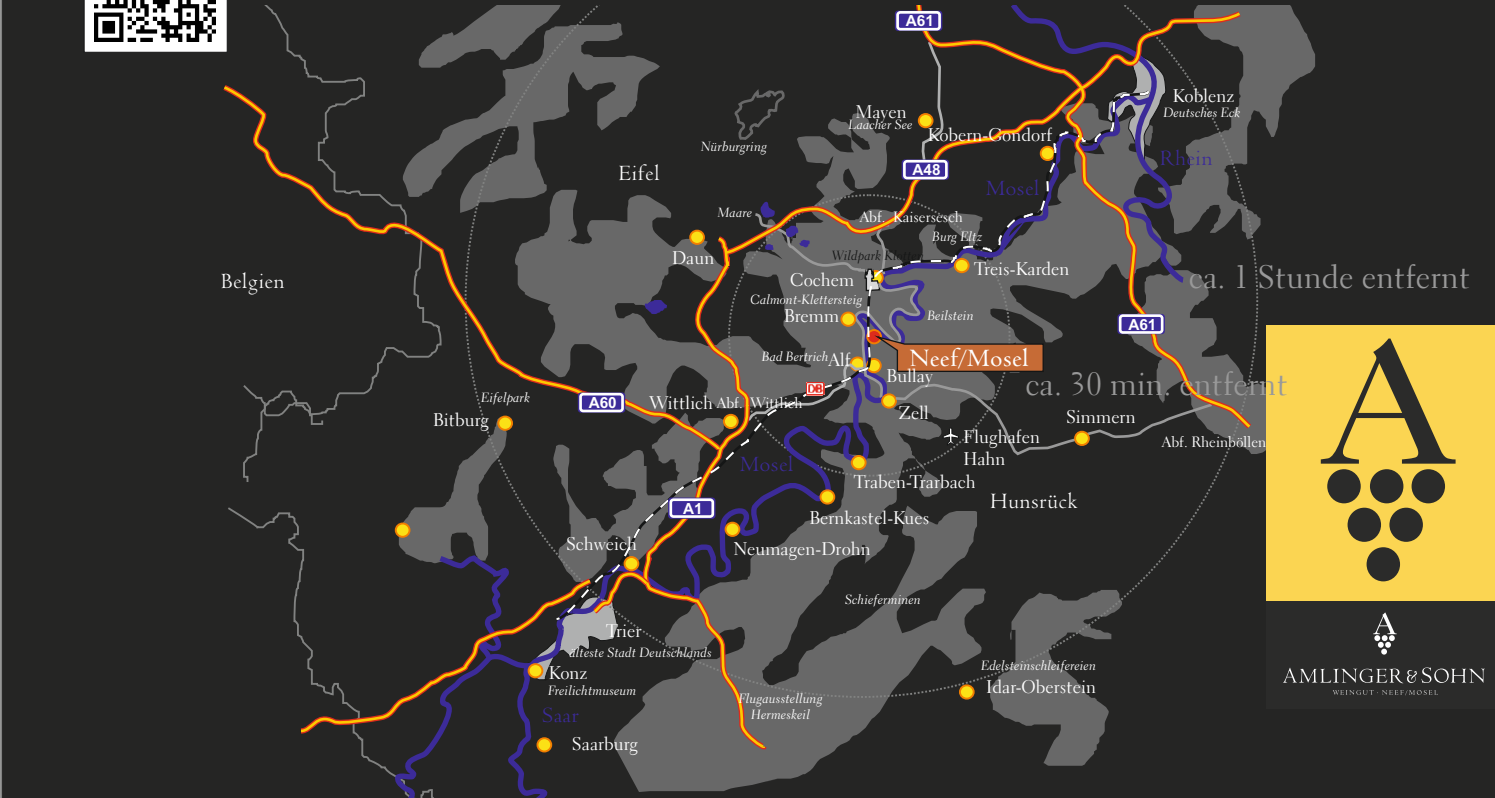 A61
Mayen
Laacher See
Koblenz
Deutsches Eck
Kobern-Gondorf
Nürburgring
Rhein
Eifel
A48
Mosel
Maare
Abf. Kaisersesch
Burg Eltz
Wildpark
Daun
Treis-Karden
Belgien
Cochem
ca. 1 Stunde entfernt
Calmont-Klettersteig
Bremm
Beilstein
A61
Bad Bertrich
Alf
Neef/Mosel
Bullay
ca. 30 min. entfernt
DB
Eifelpark
A60
Wittlich
Abf. Wittlich
Zell
Simmern
Bitburg
Flughafen
Hahn
Abf. Rheinböllen
Mosel
Traben-Trarbach
Hunsrück
A1
Bernkastel-Kues
Schweich
Neumagen-Drohn
Schieferminen
Trier
älteste Stadt Deutschlands
Konz
Freilichtmuseum
Edelsteinschleifereien
Idar-Oberstein
Flugausstellung
Hermeskeil
Saar
Saarburg
A
A
AMLINGER & SOHN
WEINGUT · NEEF/MOSEL